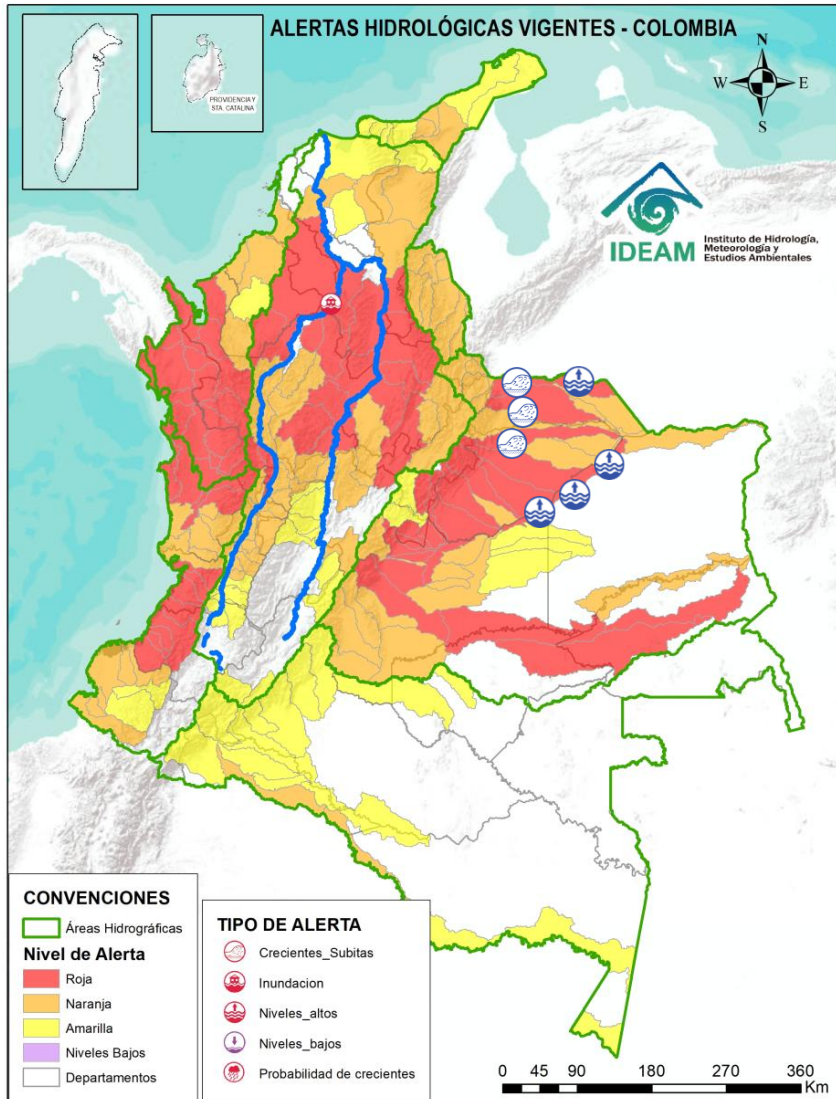 ALERTAS HIDROLÓGICAS VIGENTES - COLOMBIA
PROVIDENCIA Y
STA. CATALINA
N
W
E
S
IDEAM
Instituto de Hidrología,
Meteorología y
Estudios Ambientales
CONVENCIONES
Áreas Hidrográficas
Nivel de Alerta
Roja
Naranja
Amarilla
Niveles Bajos
Departamentos
TIPO DE ALERTA
Crecientes_Subitas
Inundacion
Niveles_altos
Niveles_bajos
Probabilidad de crecientes
0 45 90 180 270 360
Km